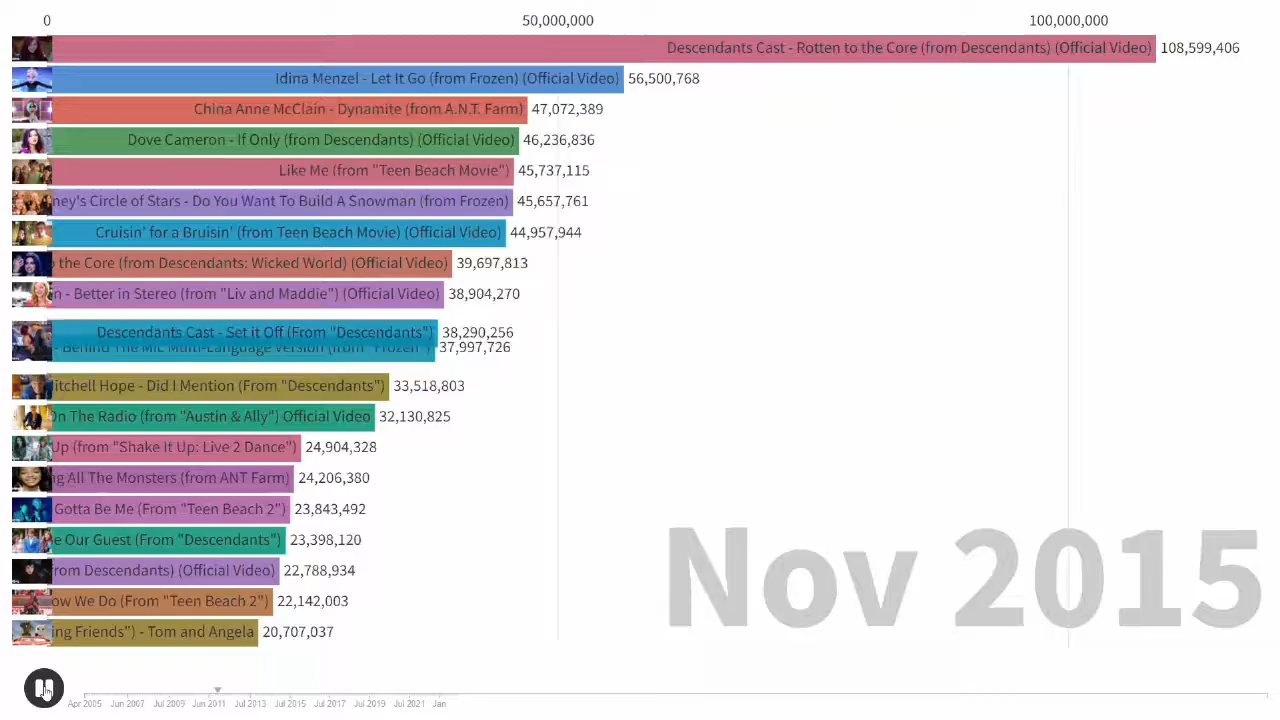 0 50,000,000 100,000,000
Descendants Cast - Rotten to the Core (from Descendants) (Official Video) 108,599,406
Idina Menzel - Let It Go (from Frozen) (Official Video) 56,500,768
China Anne McClain - Dynamite (from A.N.T. Farm) 47,072,389
Dove Cameron - If Only (from Descendants) (Official Video) 46,236,836
Like Me (from "Teen Beach Movie") 45,737,115
ney's Circle of Stars - Do You Want To Build A Snowman (from Frozen) 45,657,761
Cruisin' for a Bruisin' (from Teen Beach Movie) (Official Video) 44,957,944
the Core (from Descendants: Wicked World) (Official Video) 39,697,813
n - Better in Stereo (from "Liv and Maddie") (Official Video) 38,904,270
Descendants Cast - Set it Off (From "Descendants") 38,290,256
- Behind The Mic Multi-Language Version (from "Frozen") 37,997,726
itchell Hope - Did I Mention (From "Descendants") 33,518,803
On The Radio (from "Austin & Ally") Official Video 32,130,825
Up (from "Shake It Up: Live 2 Dance") 24,904,328
ng All The Monsters (from ANT Farm) 24,206,380
Gotta Be Me (From "Teen Beach 2") 23,843,492
e Our Guest (From "Descendants") 23,398,120
from Descendants) (Official Video) 22,788,934
ow We Do (From "Teen Beach 2") 22,142,003
ing Friends") - Tom and Angela 20,707,037
Nov 2015
Apr 2005 Jun 2007 Jul 2009 Jun 2011 Jul 2013 Jul 2015 Jul 2017 Jul 2019 Jul 2021 Jan